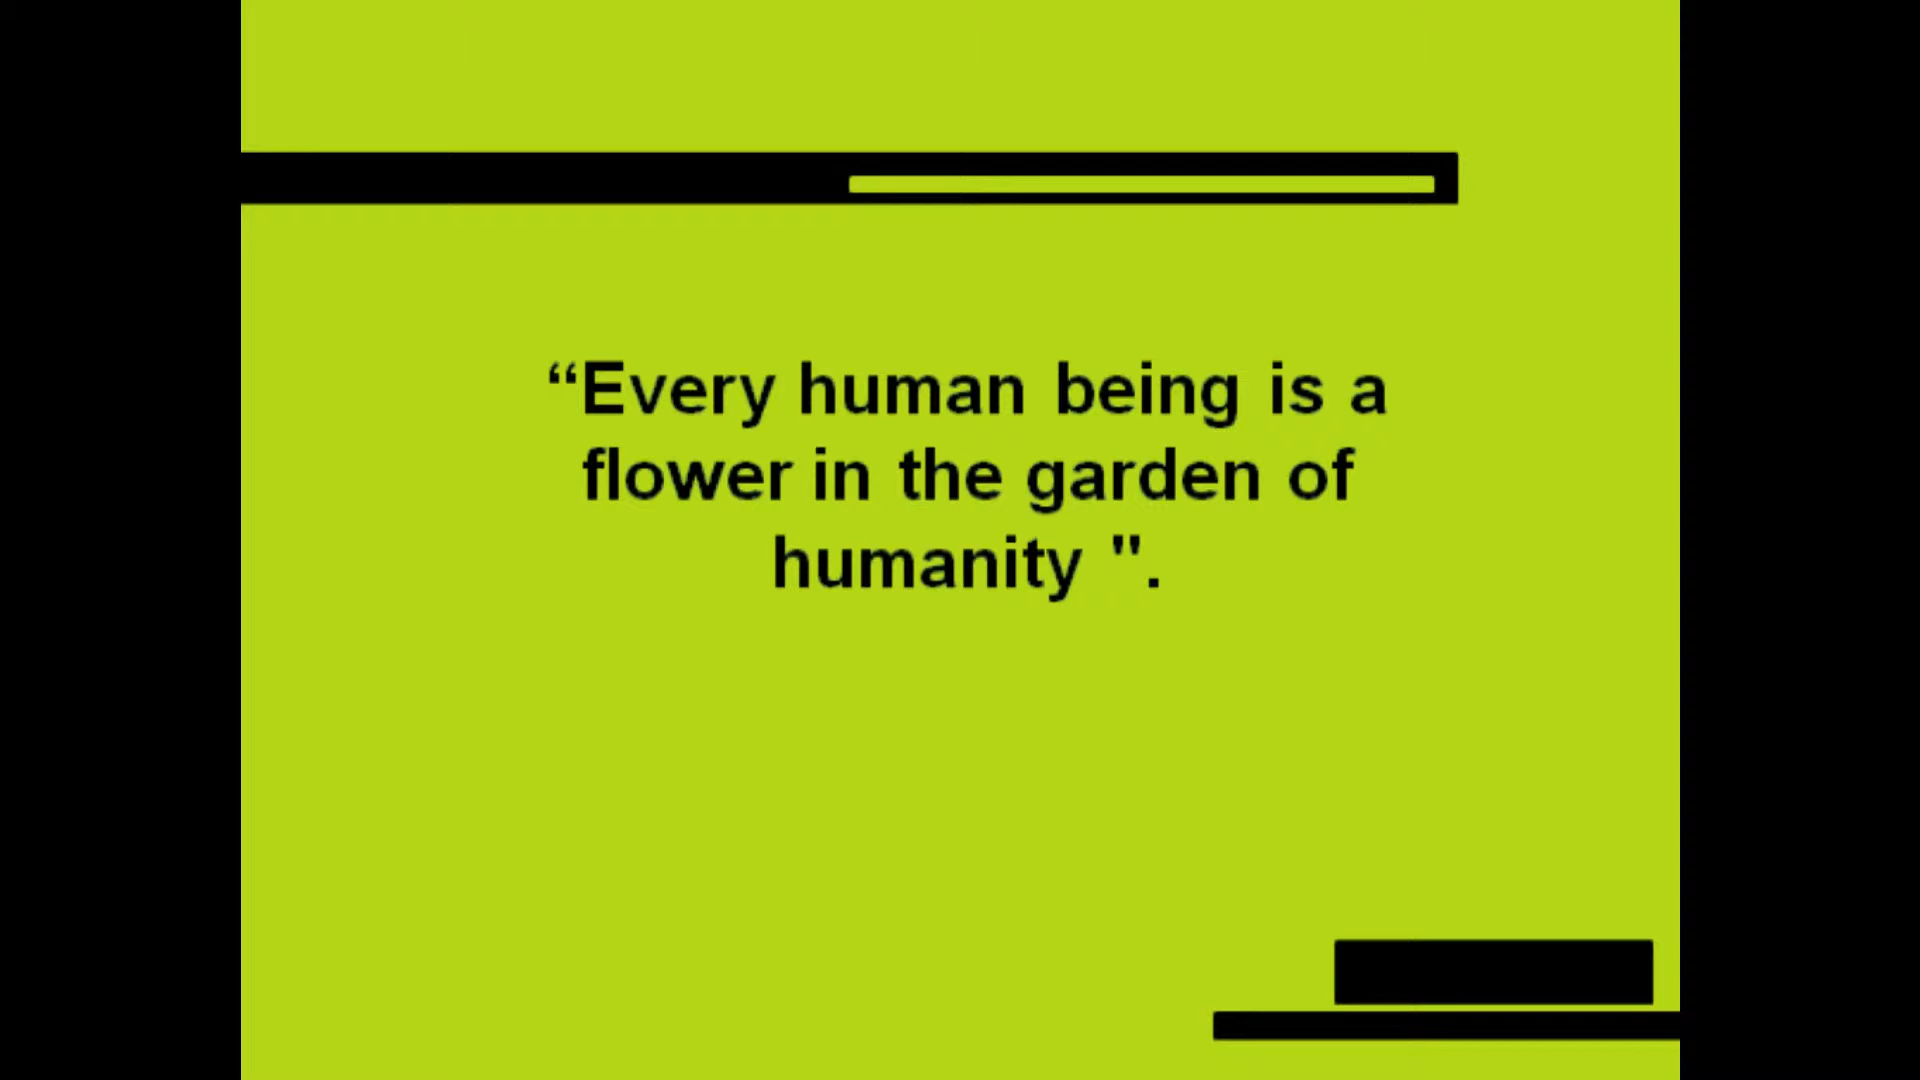 “Every human being is a
flower in the garden of
humanity ".